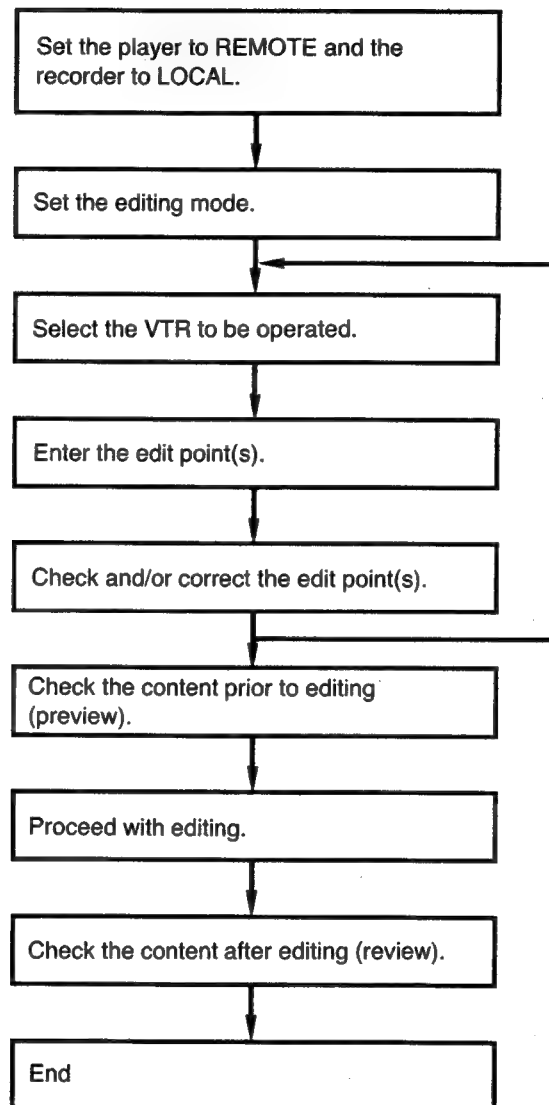 Set the player to REMOTE and the
recorder to LOCAL.
Set the editing mode.
Select the VTR to be operated.
Enter the edit point(s).
Check and/or correct the edit point(s).
Check the content prior to editing
(preview).
Proceed with editing.
Check the content after editing (review).
End